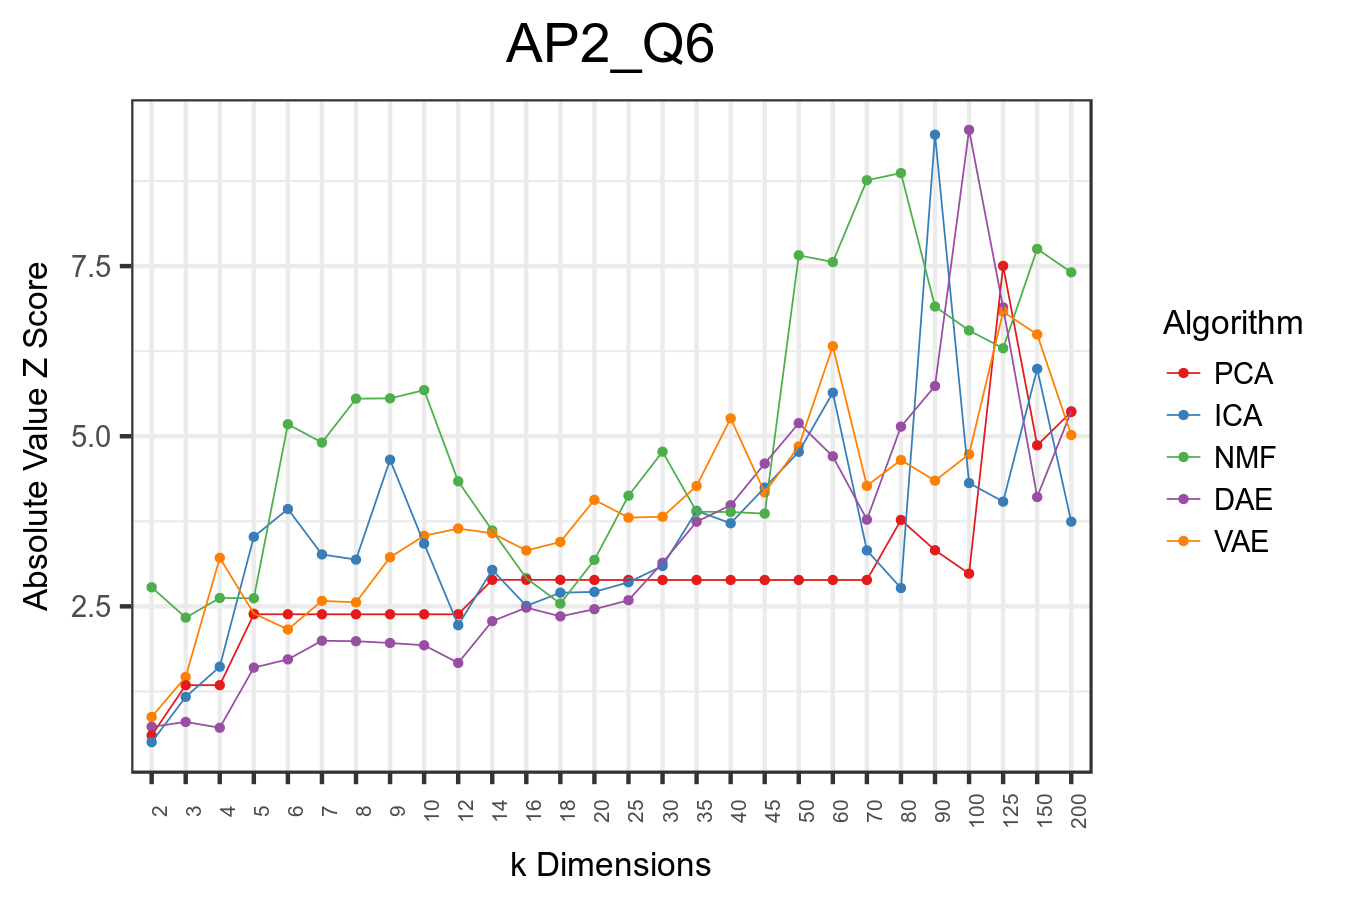 AP2_Q6
Absolute Value Z Score
7.5
5.0
2.5
2 3 4 5 6 7 8 9 10 12 14 16 18 20 25 30 35 40 45 50 60 70 80 90 100 125 150 200
k Dimensions
Algorithm
PCA
ICA
NMF
DAE
VAE